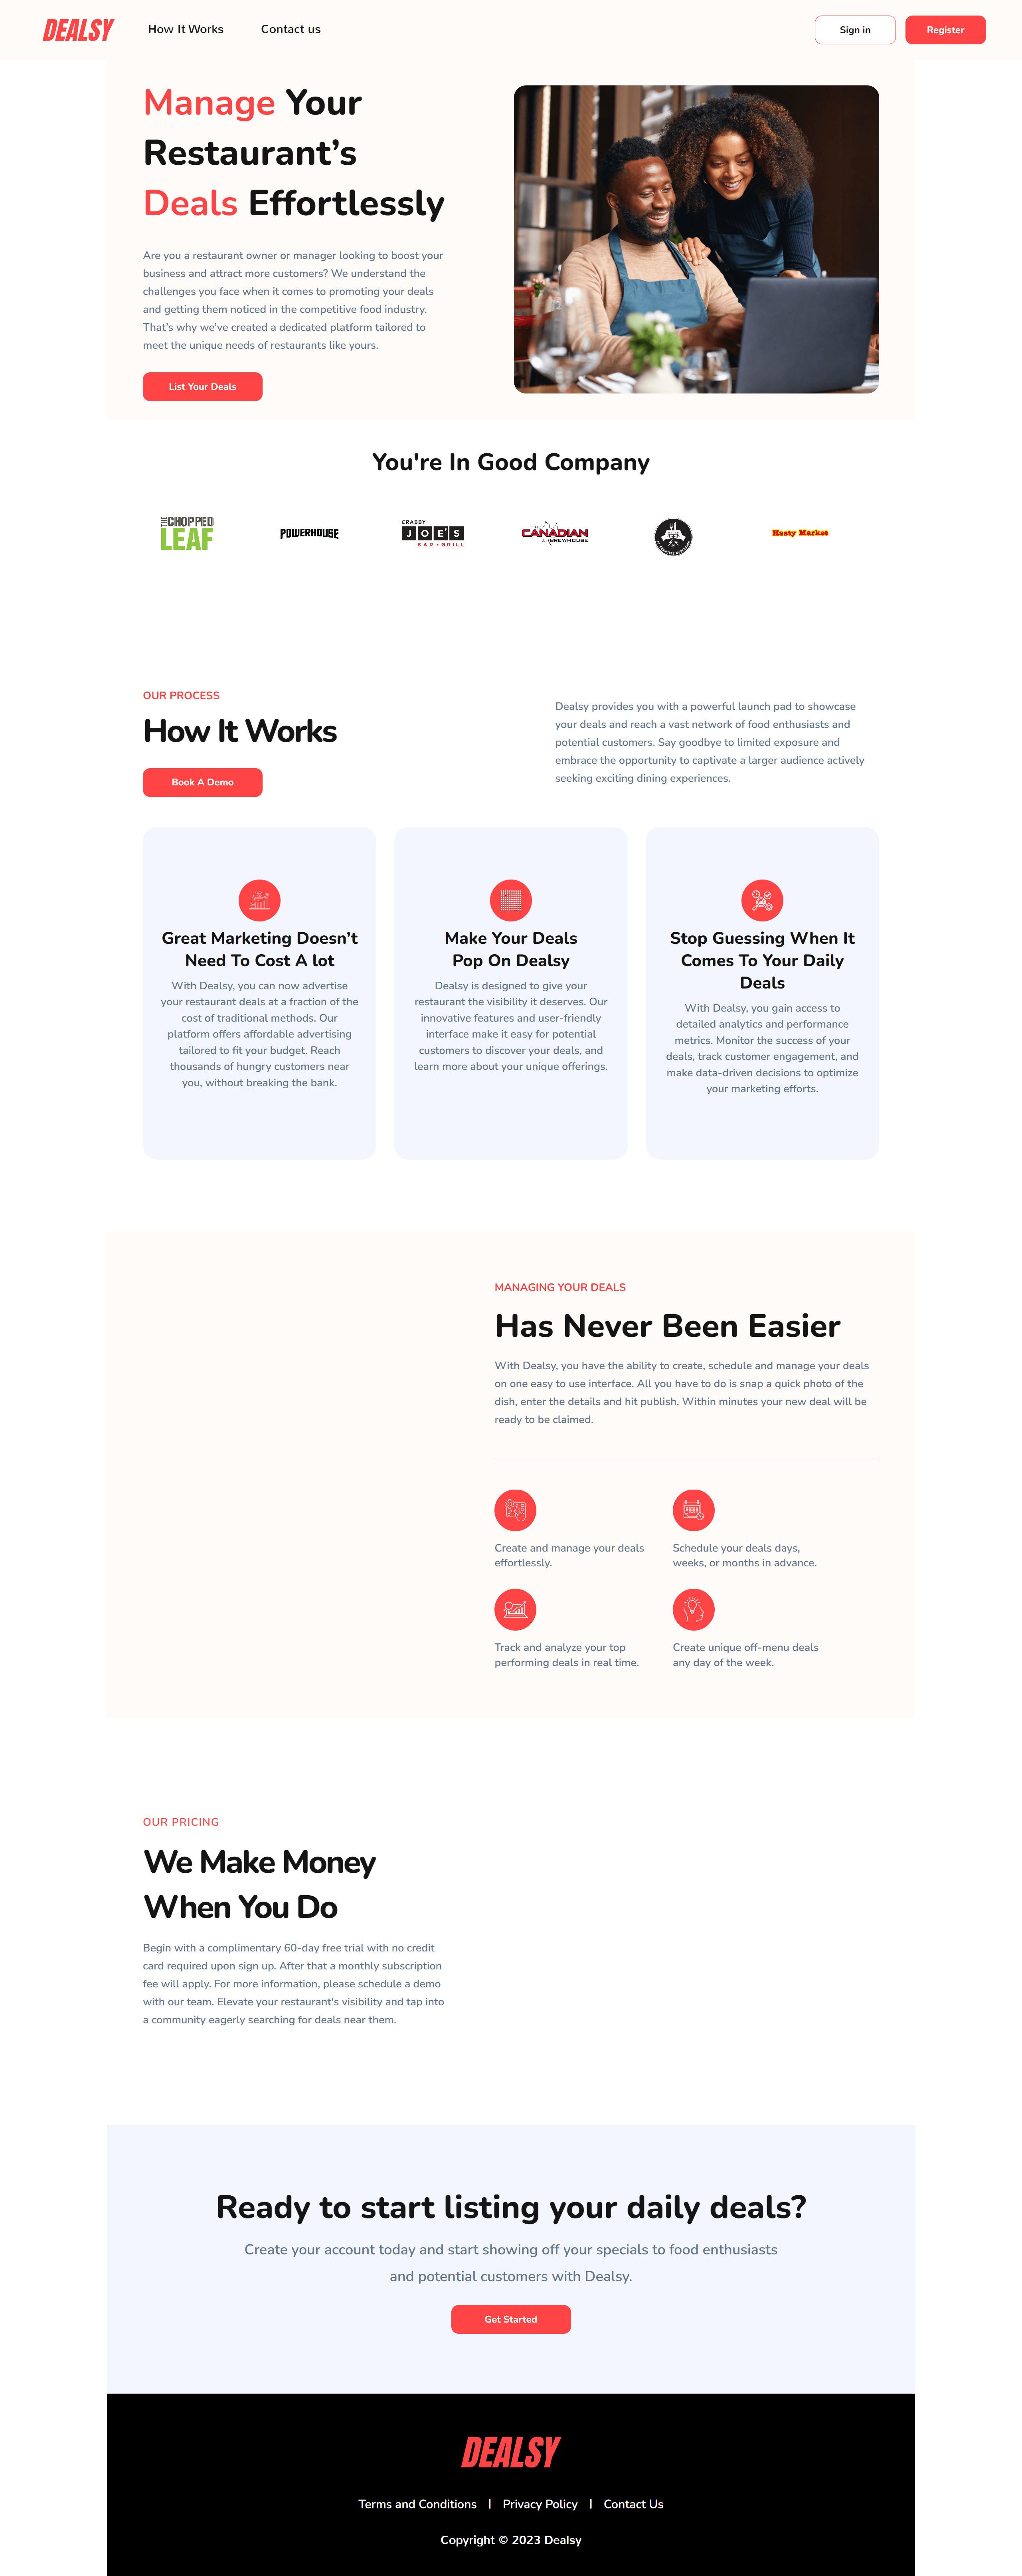 DEALSY
How It Works
Contact us
Sign in
Register
Manage Your
Restaurant’s
Deals Effortlessly
Are you a restaurant owner or manager looking to boost your
business and attract more customers? We understand the
challenges you face when it comes to promoting your deals
and getting them noticed in the competitive food industry.
That’s why we’ve created a dedicated platform tailored to
meet the unique needs of restaurants like yours.
List Your Deals
You're In Good Company
THE CHOPPED
LEAF
POWERHOUSE
CRABBY
JOE'S
BAR • GRILL
THE
CANADIAN
BREWHOUSE
Hasty Market
OUR PROCESS
How It Works
Book A Demo
Dealsy provides you with a powerful launch pad to showcase
your deals and reach a vast network of food enthusiasts and
potential customers. Say goodbye to limited exposure and
embrace the opportunity to captivate a larger audience actively
seeking exciting dining experiences.
Great Marketing Doesn’t
Need To Cost A lot
With Dealsy, you can now advertise
your restaurant deals at a fraction of the
cost of traditional methods. Our
platform offers affordable advertising
tailored to fit your budget. Reach
thousands of hungry customers near
you, without breaking the bank.
Make Your Deals
Pop On Dealsy
Dealsy is designed to give your
restaurant the visibility it deserves. Our
innovative features and user-friendly
interface make it easy for potential
customers to discover your deals, and
learn more about your unique offerings.
Stop Guessing When It
Comes To Your Daily
Deals
With Dealsy, you gain access to
detailed analytics and performance
metrics. Monitor the success of your
deals, track customer engagement, and
make data-driven decisions to optimize
your marketing efforts.
MANAGING YOUR DEALS
Has Never Been Easier
With Dealsy, you have the ability to create, schedule and manage your deals
on one easy to use interface. All you have to do is snap a quick photo of the
dish, enter the details and hit publish. Within minutes your new deal will be
ready to be claimed.
Create and manage your deals
effortlessly.
Schedule your deals days,
weeks, or months in advance.
Track and analyze your top
performing deals in real time.
Create unique off-menu deals
any day of the week.
OUR PRICING
We Make Money
When You Do
Begin with a complimentary 60-day free trial with no credit
card required upon sign up. After that a monthly subscription
fee will apply. For more information, please schedule a demo
with our team. Elevate your restaurant's visibility and tap into
a community eagerly searching for deals near them.
Ready to start listing your daily deals?
Create your account today and start showing off your specials to food enthusiasts
and potential customers with Dealsy.
Get Started
DEALSY
Terms and Conditions | Privacy Policy | Contact Us
Copyright © 2023 Dealsy